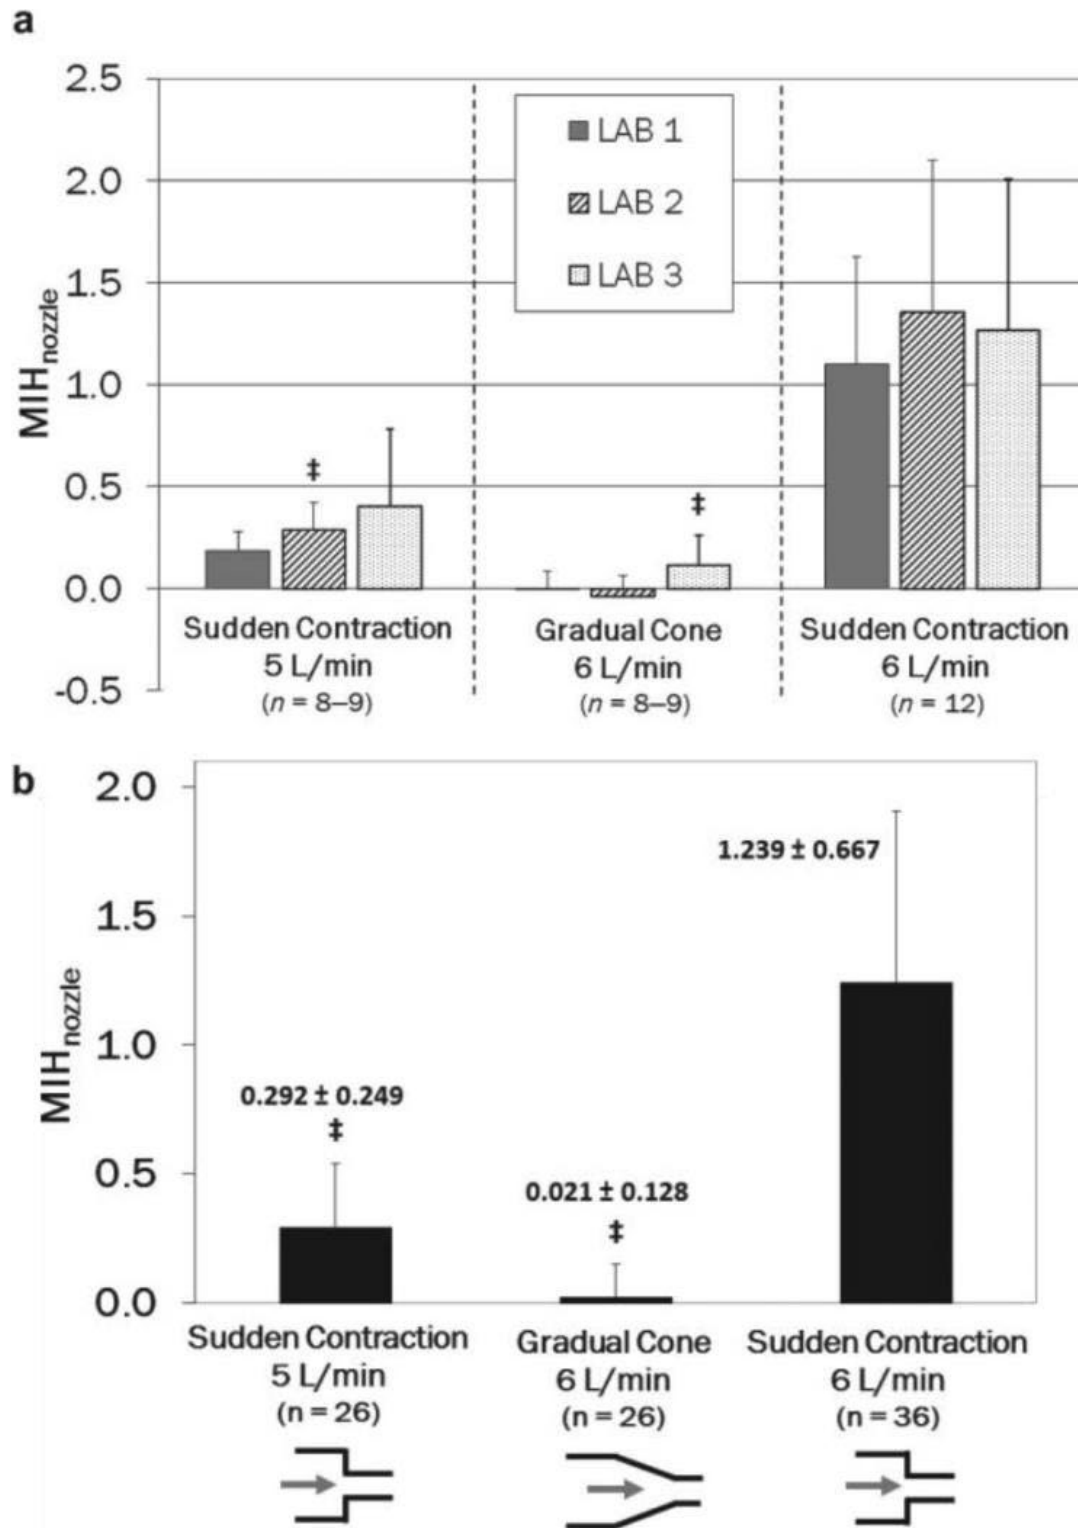 a
2.5
2.0
1.5
1.0
0.5
0.0
-0.5
MIHnozzle
LAB 1
LAB 2
LAB 3
‡
‡
Sudden Contraction
5 L/min
(n = 8–9)
Gradual Cone
6 L/min
(n = 8–9)
Sudden Contraction
6 L/min
(n = 12)
b
2.0
1.5
1.0
0.5
0.0
MIHnozzle
0.292 ± 0.249
‡
0.021 ± 0.128
‡
1.239 ± 0.667
Sudden Contraction
5 L/min
(n = 26)
Gradual Cone
6 L/min
(n = 26)
Sudden Contraction
6 L/min
(n = 36)